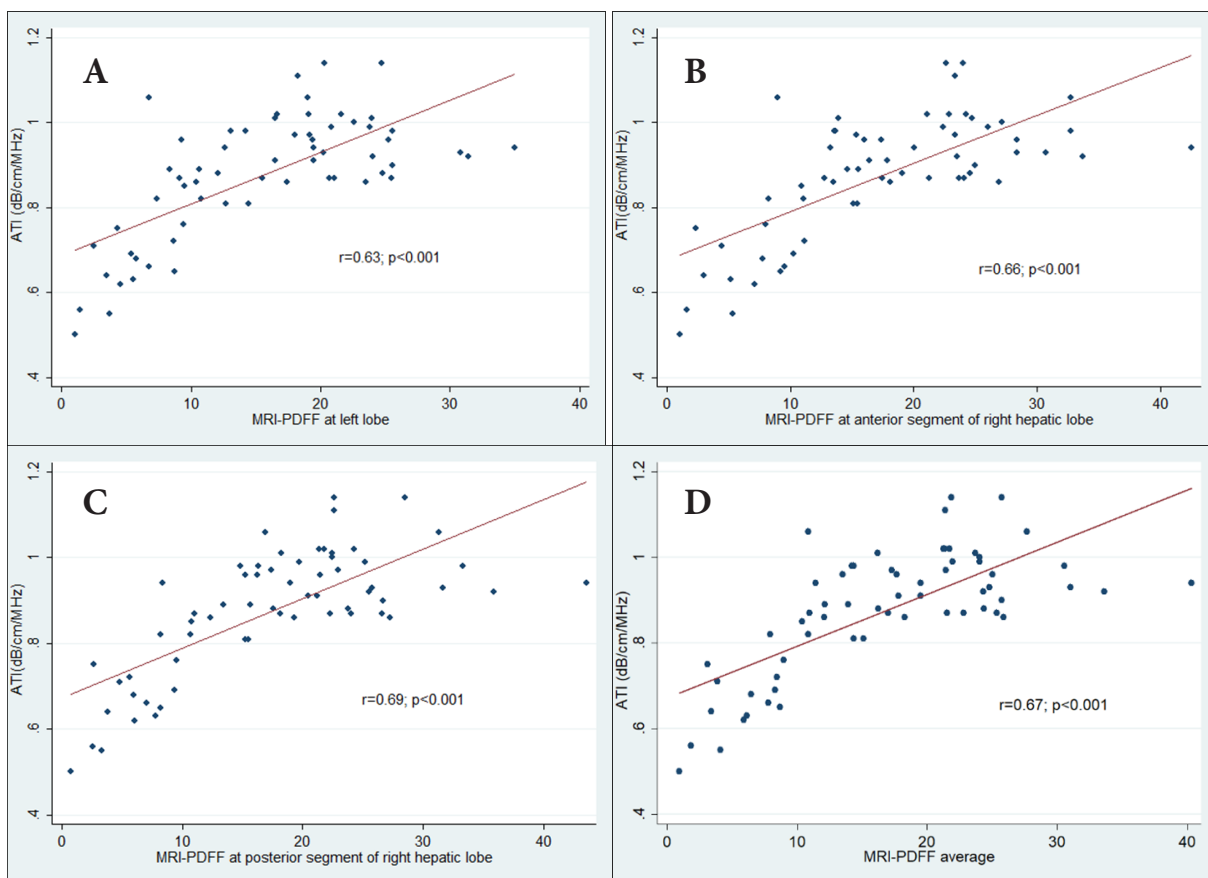 A
ATI (dB/cm/MHz)
1.2
1
.8
.6
.4
r=0.63; p<0.001
0 10 20 30 40
MRI-PDFF at left lobe
B
ATI(dB/cm/MHz)
1.2
1
.8
.6
.4
r=0.66; p<0.001
0 10 20 30 40
MRI-PDFF at anterior segment of right hepatic lobe
C
ATI(dB/cm/MHz)
1.2
1
.8
.6
.4
r=0.69; p<0.001
0 10 20 30 40
MRI-PDFF at posterior segment of right hepatic lobe
D
ATI (dB/cm/MHz)
1.2
1
.8
.6
.4
r=0.67; p<0.001
0 10 20 30 40
MRI-PDFF average